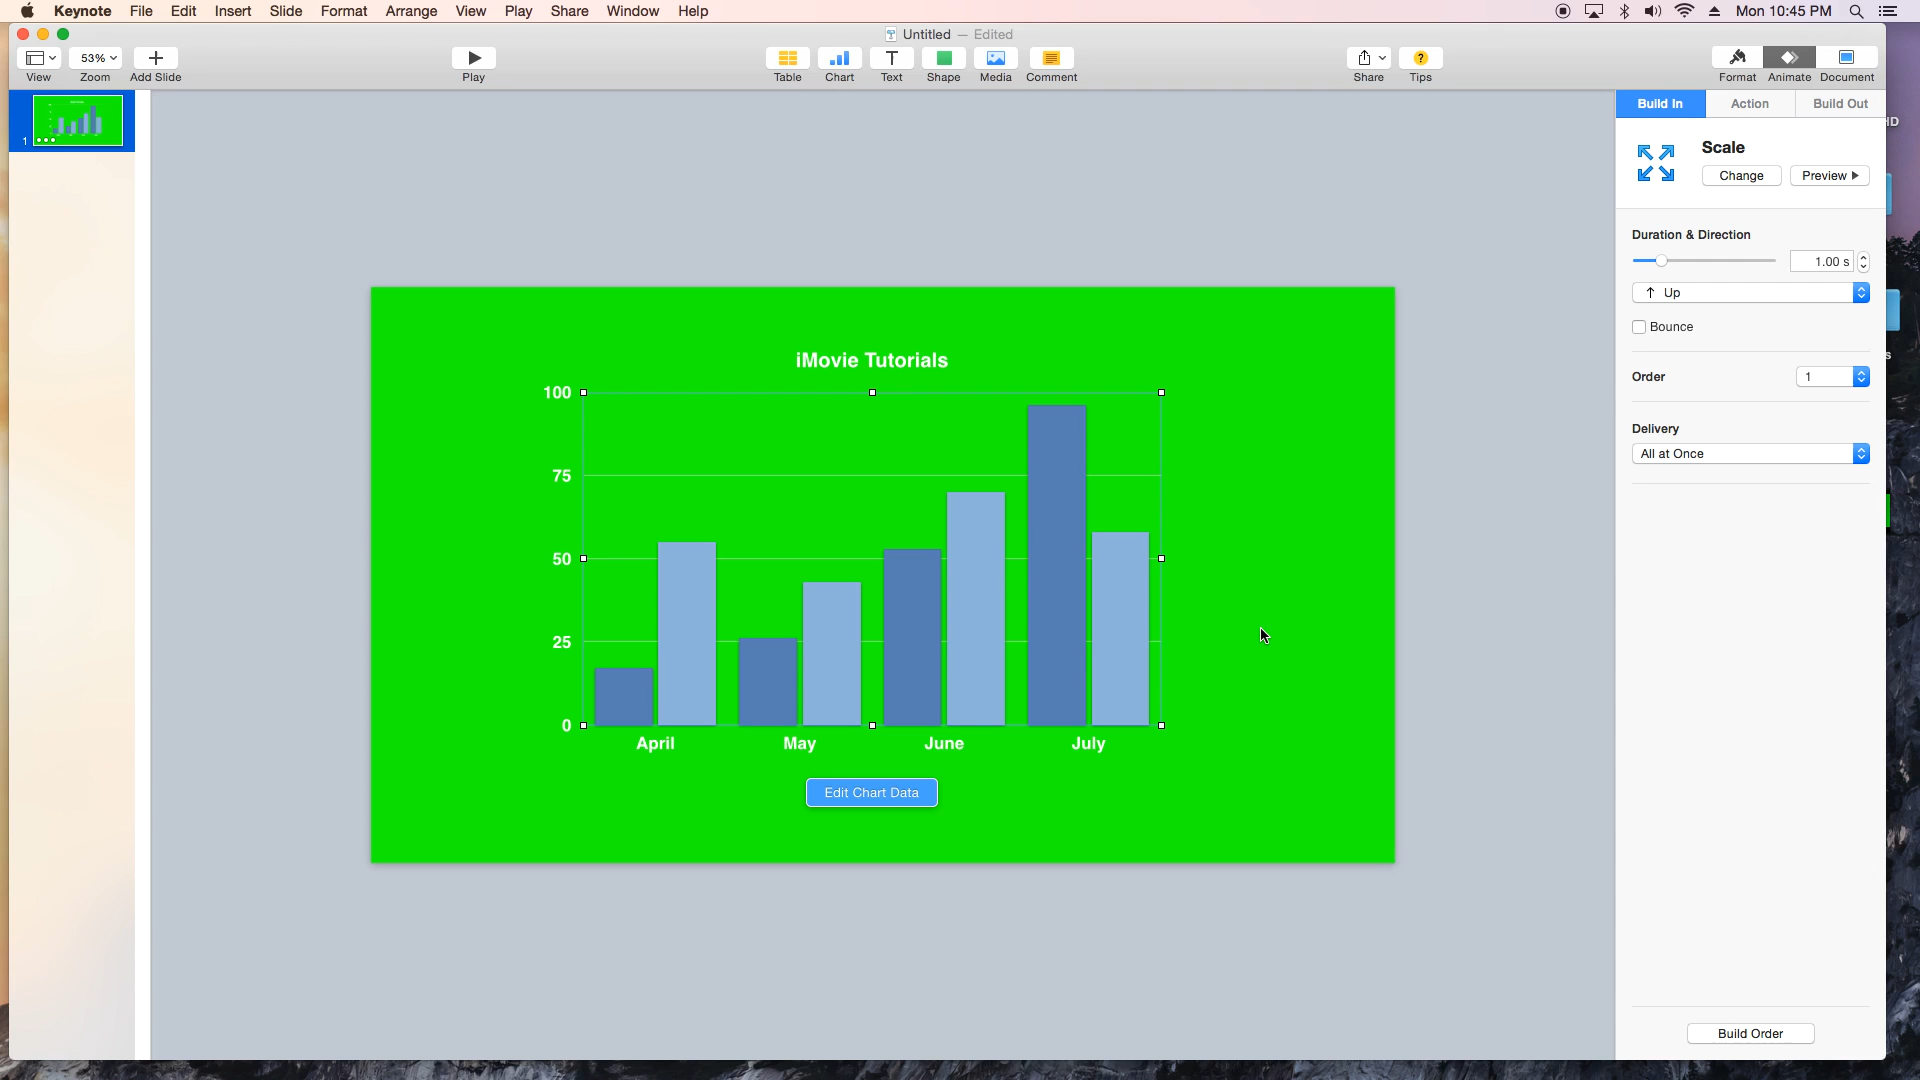 Keynote File Edit Insert Slide Format Arrange View Play Share Window Help Mon 10:45 PM
Untitled — Edited
53%
View Zoom Add Slide Play Table Chart Text Shape Media Comment Share Tips Format Animate Document
1
Build In Action Build Out
HD
Scale
Change Preview
Duration & Direction
1.00 s
Up
Bounce
Order 1
Delivery
All at Once
Build Order
iMovie Tutorials
100
75
50
25
0
April May June July
Edit Chart Data